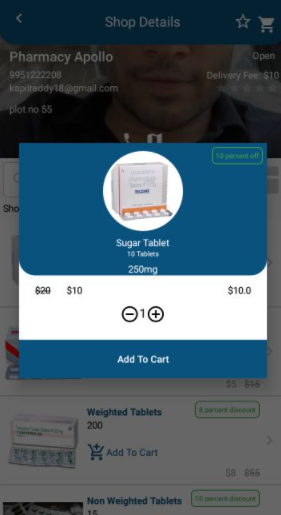 Shop Details
Pharmacy Apollo
Open
9951222208
Delivery Fee: $10
kapilreddy18@gmail.com
plot no 55
10 percent off
Sho
Sugar Tablet
10 Tablets
250mg
$20 $10 $10.0
1
Add To Cart
$5 $15
Weighted Tablets
8 percent discount
200
Add To Cart
$8 $65
Non Weighted Tablets
10 percent discount
15